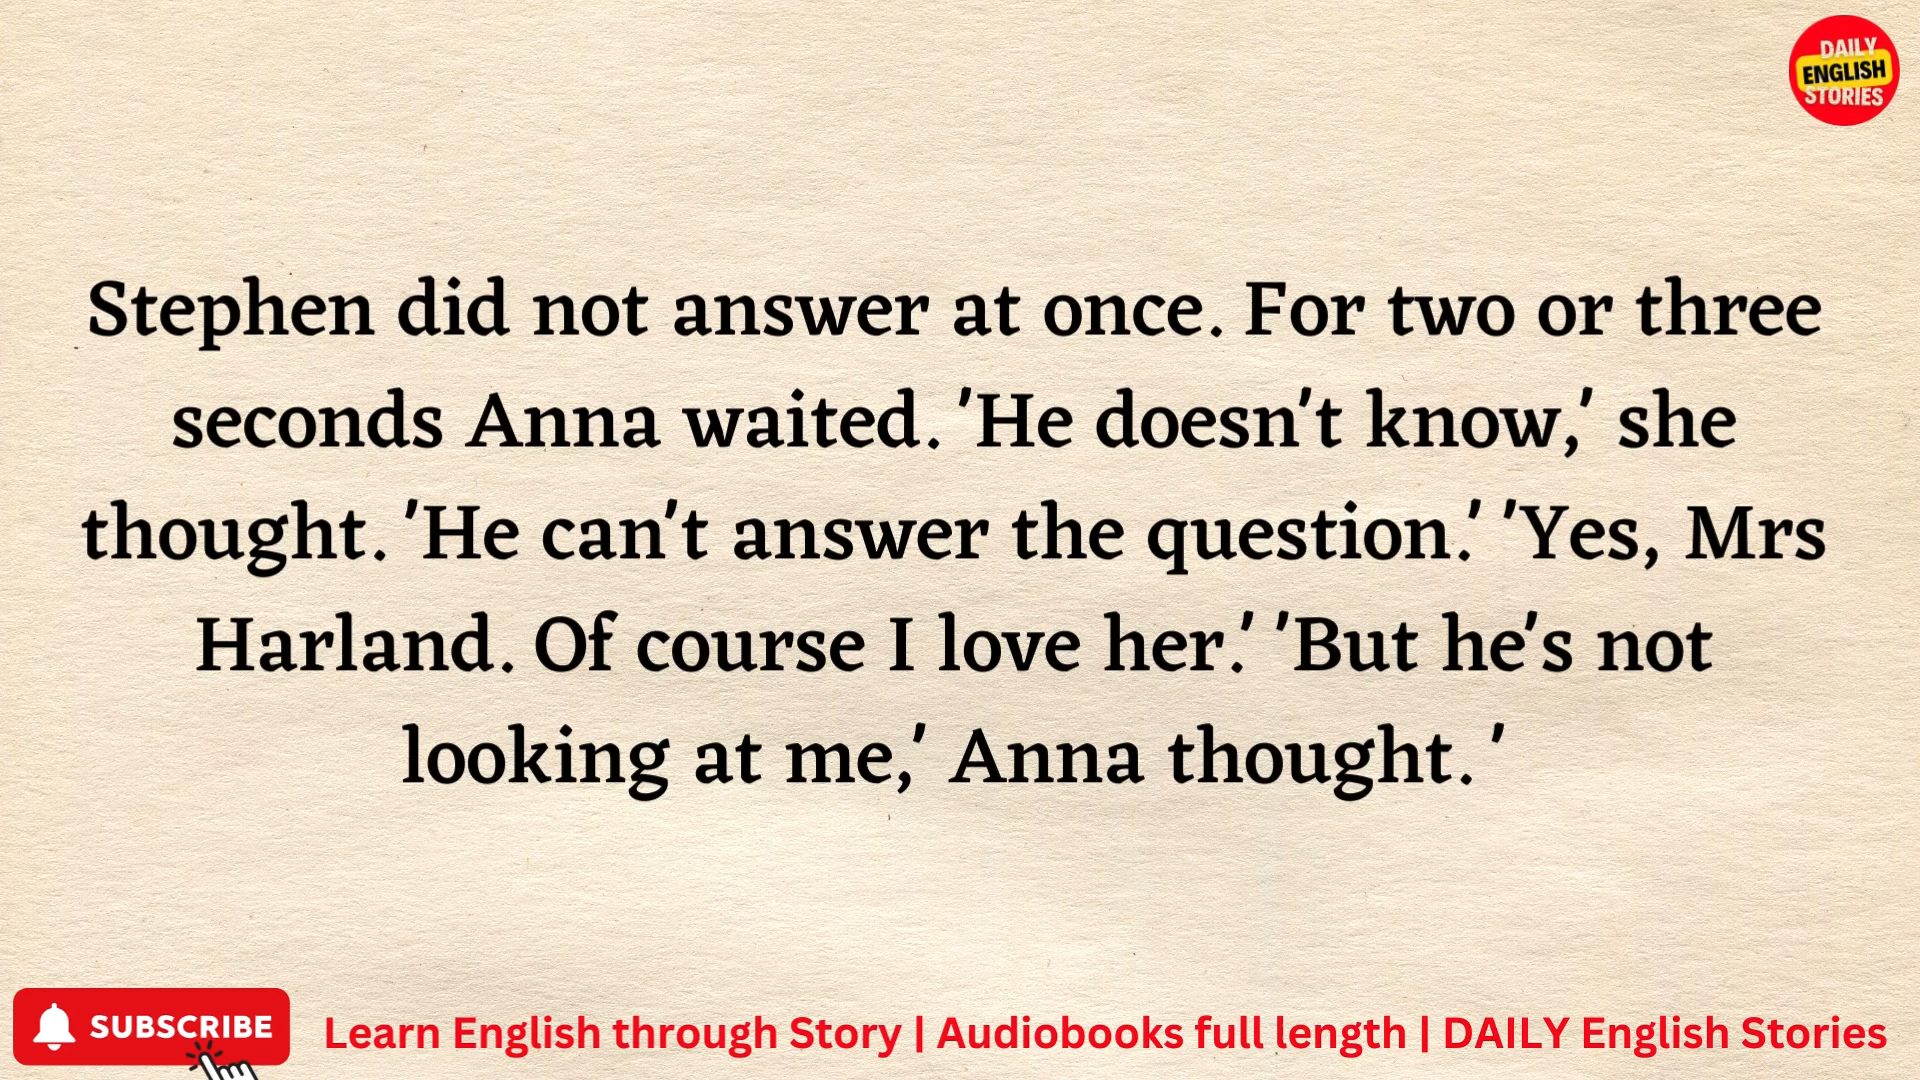 DAILY
ENGLISH
STORIES
Stephen did not answer at once. For two or three
seconds Anna waited. 'He doesn't know,' she
thought. 'He can't answer the question.' 'Yes, Mrs
Harland. Of course I love her.' 'But he's not
looking at me,' Anna thought. '
SUBSCRIBE
Learn English through Story | Audiobooks full length | DAILY English Stories